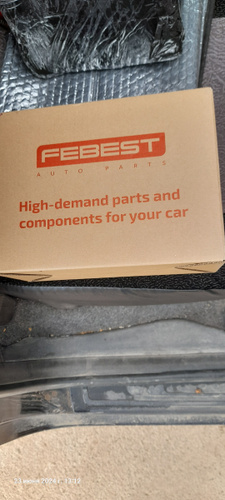 FEBEST
AUTO PARTS
High-demand parts and
components for your car